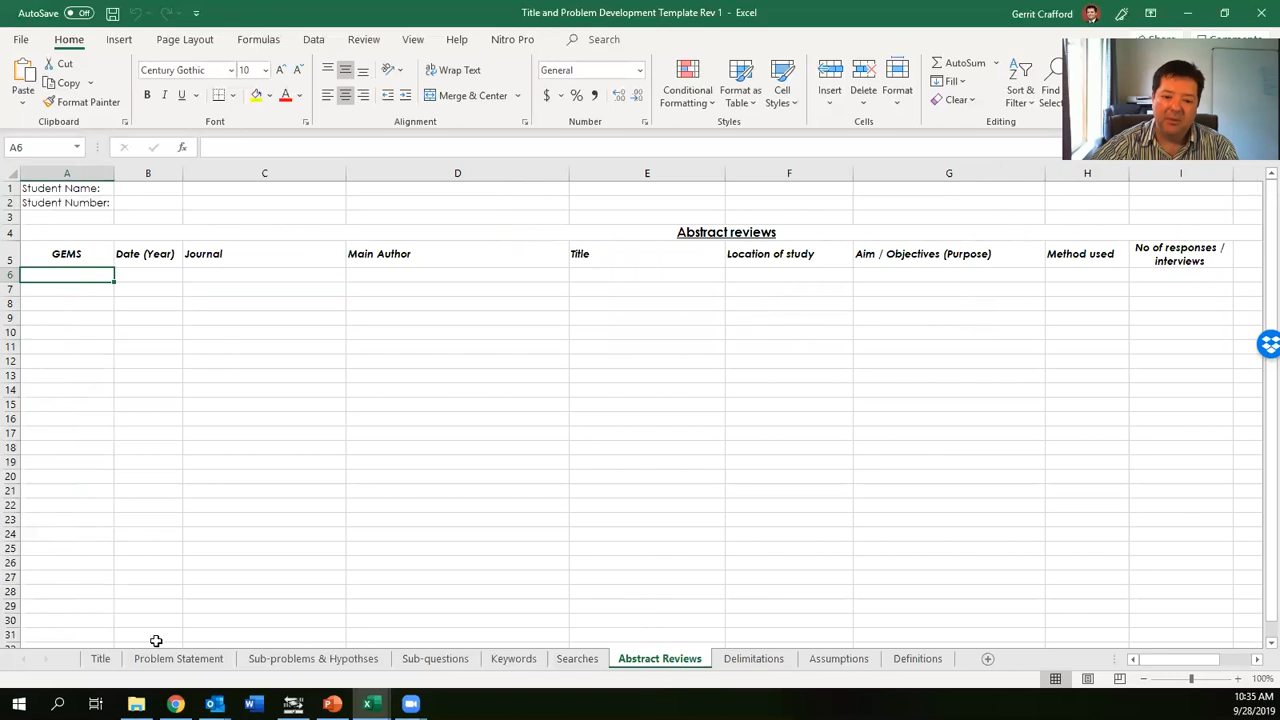 AutoSave Off
Title and Problem Development Template Rev 1 - Excel
Gerrit Crafford
File Home Insert Page Layout Formulas Data Review View Help Nitro Pro Search
Paste
Cut
Copy
Format Painter
Clipboard
Century Gothic 10
B I U
Font
Wrap Text
Merge & Center
Alignment
General
$ % 9
Number
Conditional Formatting
Format as Table
Cell Styles
Styles
Insert
Delete
Format
Cells
AutoSum
Fill
Clear
Sort & Filter
Editing
A6
fx
A B C D E F G H I
1 Student Name:
2 Student Number:
3
4 Abstract reviews
5 GEMS Date (Year) Journal Main Author Title Location of study Aim / Objectives (Purpose) Method used No of responses / interviews
6
7
8
9
10
11
12
13
14
15
16
17
18
19
20
21
22
23
24
25
26
27
28
29
30
31
Title Problem Statement Sub-problems & Hypothses Sub-questions Keywords Searches Abstract Reviews Delimitations Assumptions Definitions
100%
10:35 AM
9/28/2019